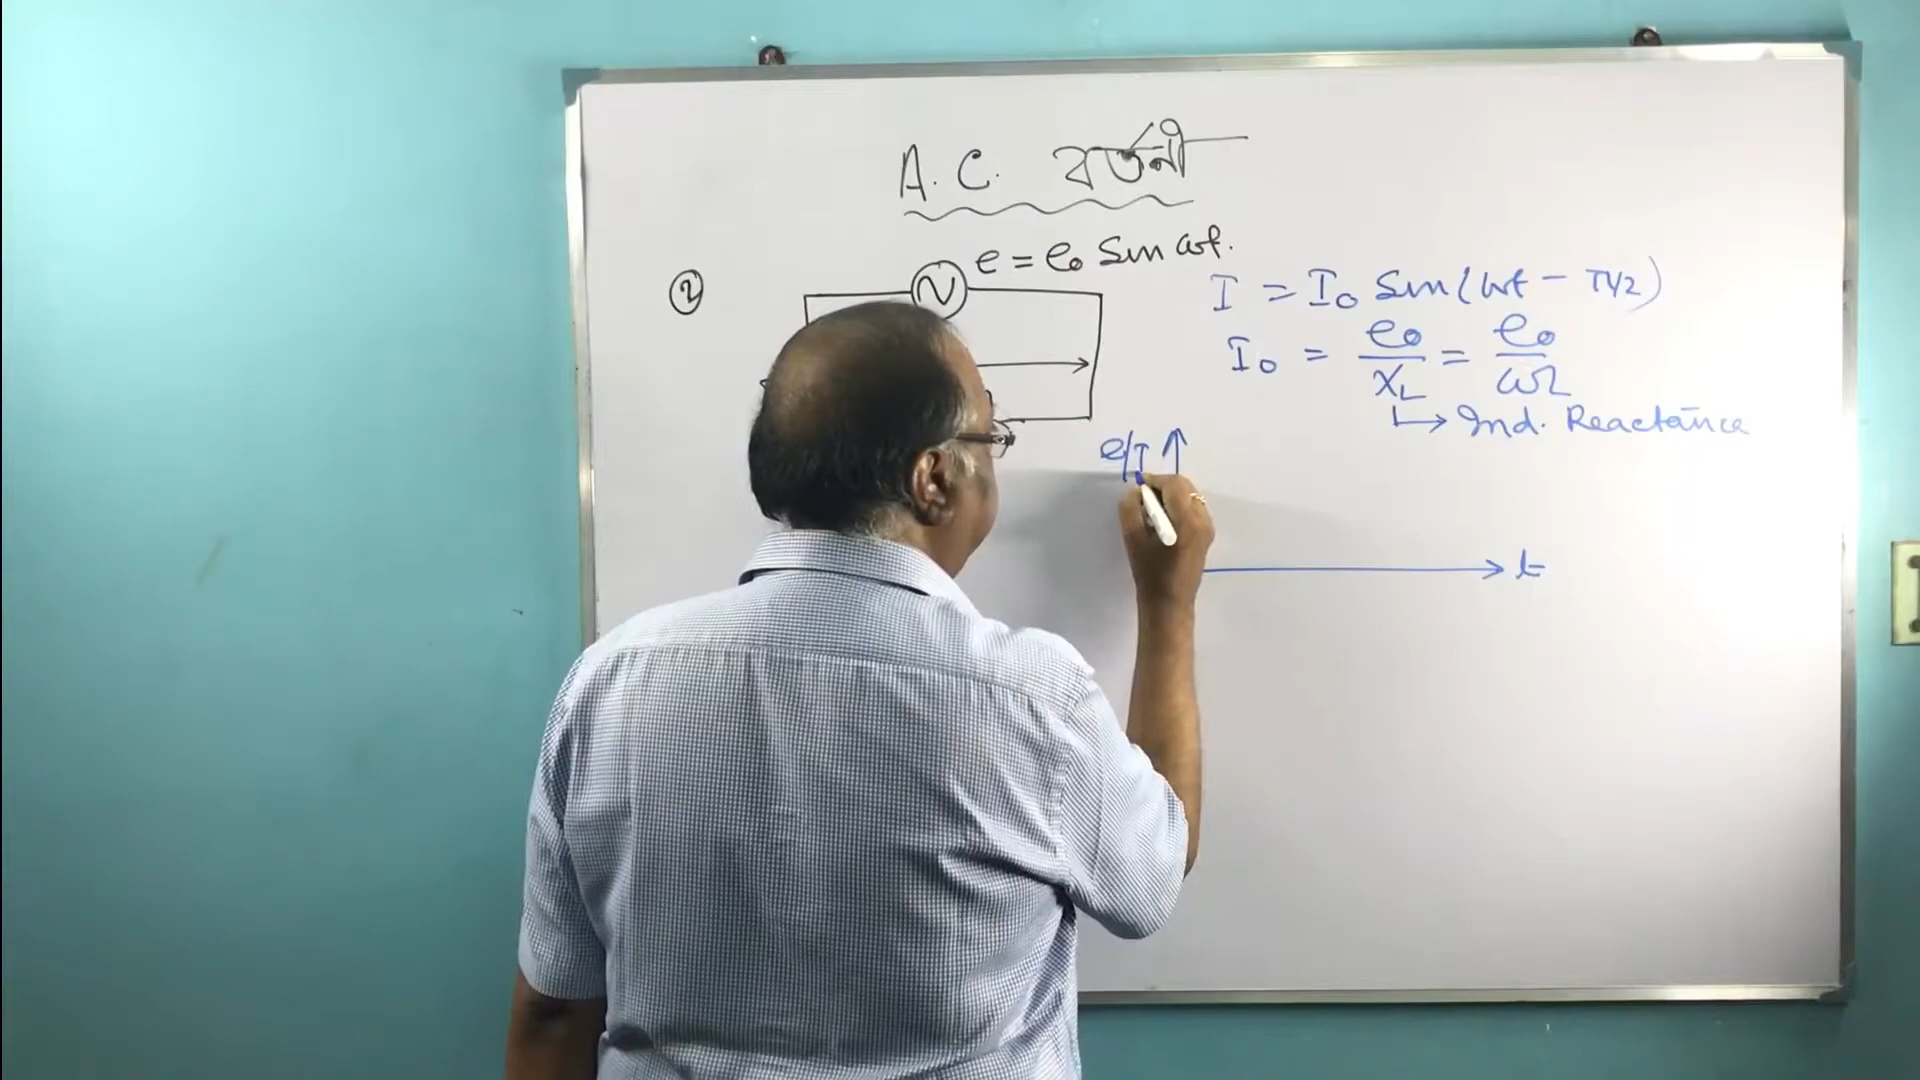 A. C. বর্তনী
e = e₀ Sin ωt.
②
I = I₀ Sin (ωt - π/2)
I₀ = e₀/X_L = e₀/ωL
↳ Ind. Reactance
e/I ↑
→ t